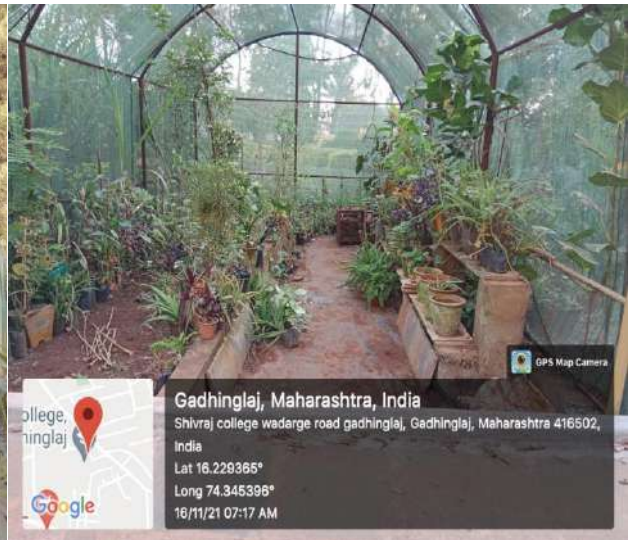 GPS Map Camera
Gadhinglaj, Maharashtra, India
Shivraj college wadarge road gadhinglaj, Gadhinglaj, Maharashtra 416502,
India
Lat 16.229365°
Long 74.345396°
16/11/21 07:17 AM
ollege,
hinglaj
Google